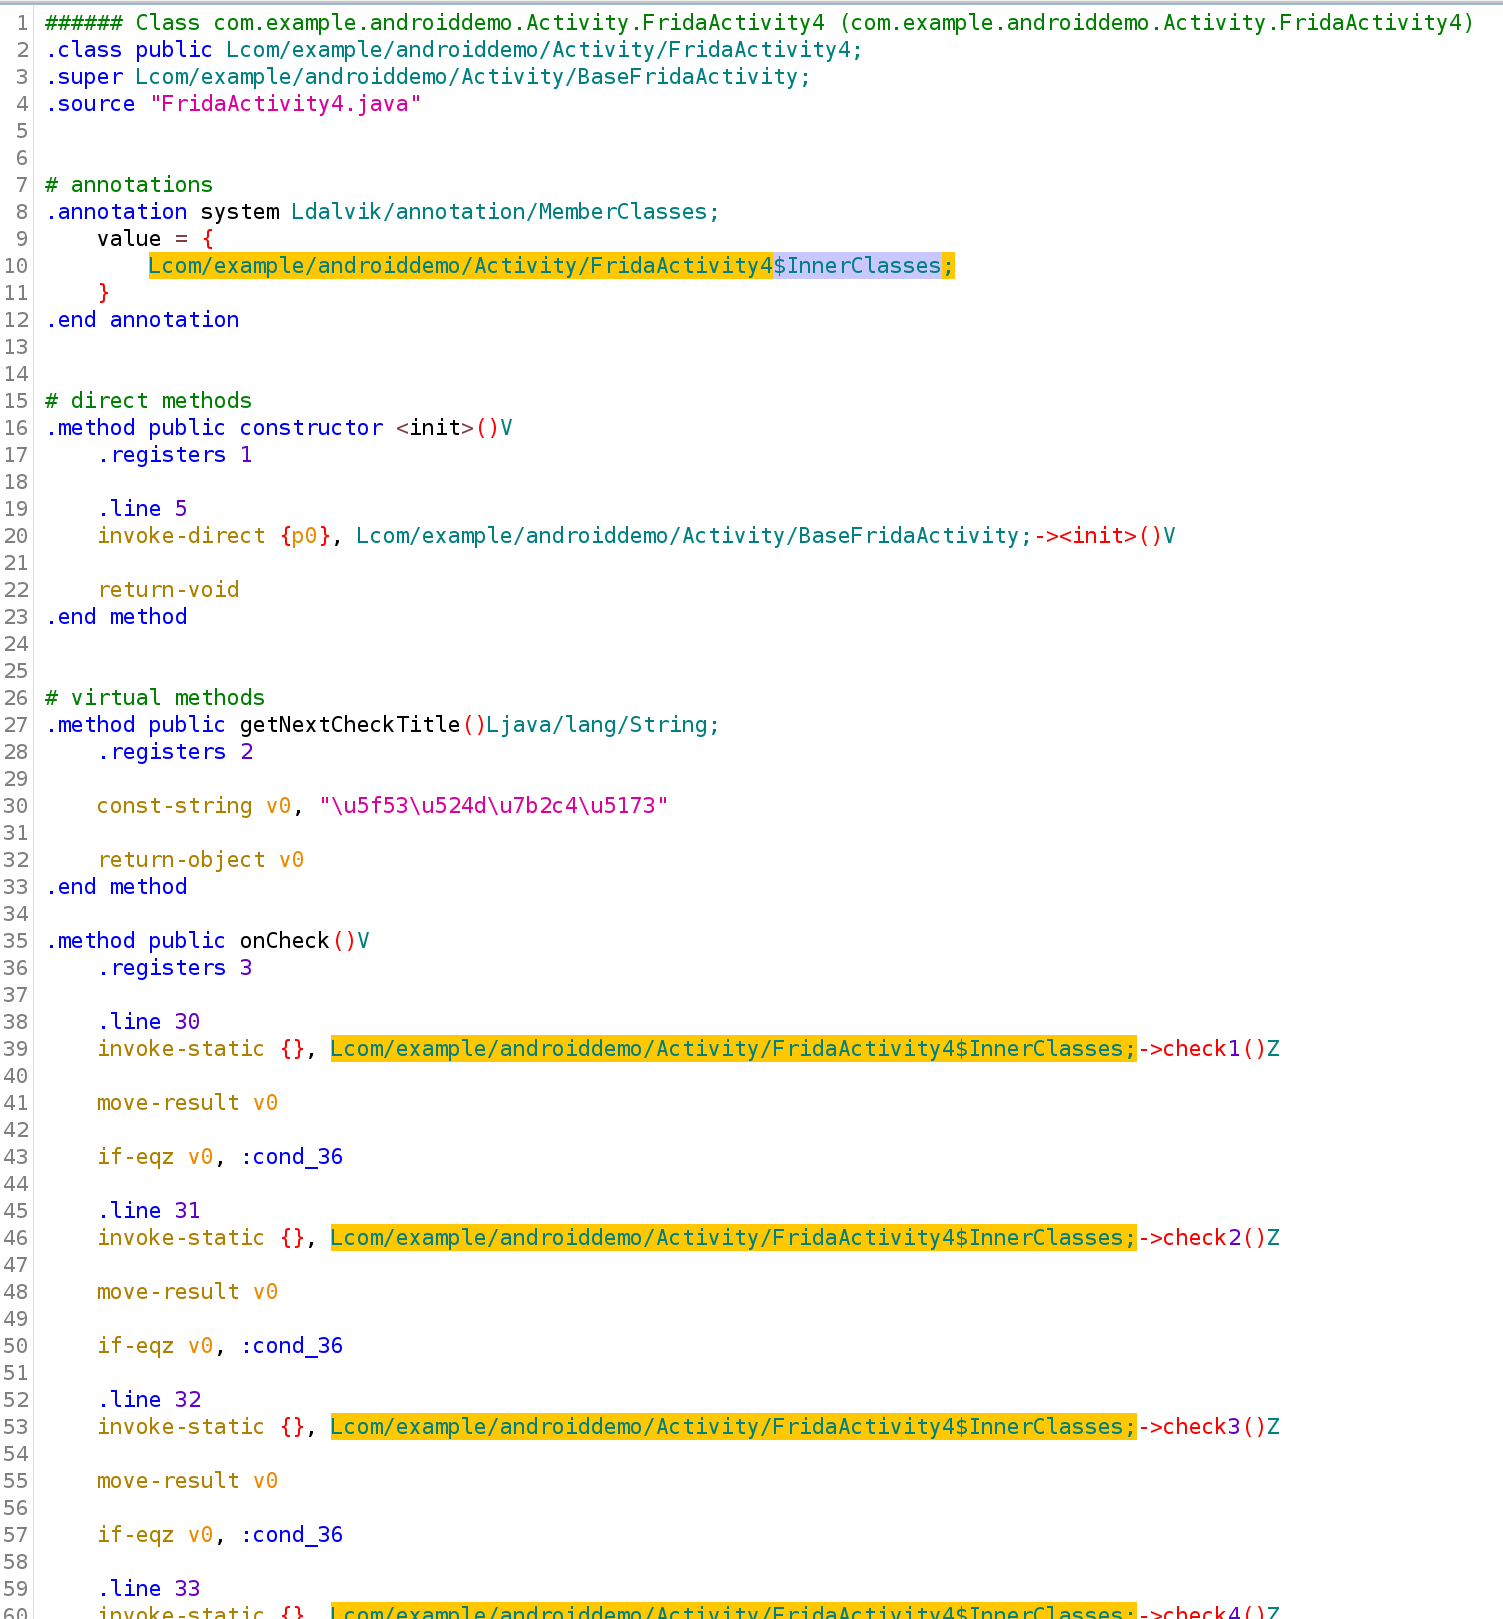 1 ###### Class com.example.androiddemo.Activity.FridaActivity4 (com.example.androiddemo.Activity.FridaActivity4)
2 .class public Lcom/example/androiddemo/Activity/FridaActivity4;
3 .super Lcom/example/androiddemo/Activity/BaseFridaActivity;
4 .source "FridaActivity4.java"
5
6
7 # annotations
8 .annotation system Ldalvik/annotation/MemberClasses;
9     value = {
10         Lcom/example/androiddemo/Activity/FridaActivity4$InnerClasses;
11     }
12 .end annotation
13
14
15 # direct methods
16 .method public constructor <init>()V
17     .registers 1
18
19     .line 5
20     invoke-direct {p0}, Lcom/example/androiddemo/Activity/BaseFridaActivity;-><init>()V
21
22     return-void
23 .end method
24
25
26 # virtual methods
27 .method public getNextCheckTitle()Ljava/lang/String;
28     .registers 2
29
30     const-string v0, "\u5f53\u524d\u7b2c4\u5173"
31
32     return-object v0
33 .end method
34
35 .method public onCheck()V
36     .registers 3
37
38     .line 30
39     invoke-static {}, Lcom/example/androiddemo/Activity/FridaActivity4$InnerClasses;->check1()Z
40
41     move-result v0
42
43     if-eqz v0, :cond_36
44
45     .line 31
46     invoke-static {}, Lcom/example/androiddemo/Activity/FridaActivity4$InnerClasses;->check2()Z
47
48     move-result v0
49
50     if-eqz v0, :cond_36
51
52     .line 32
53     invoke-static {}, Lcom/example/androiddemo/Activity/FridaActivity4$InnerClasses;->check3()Z
54
55     move-result v0
56
57     if-eqz v0, :cond_36
58
59     .line 33
60     invoke-static {}, Lcom/example/androiddemo/Activity/FridaActivity4$InnerClasses;->check4()Z